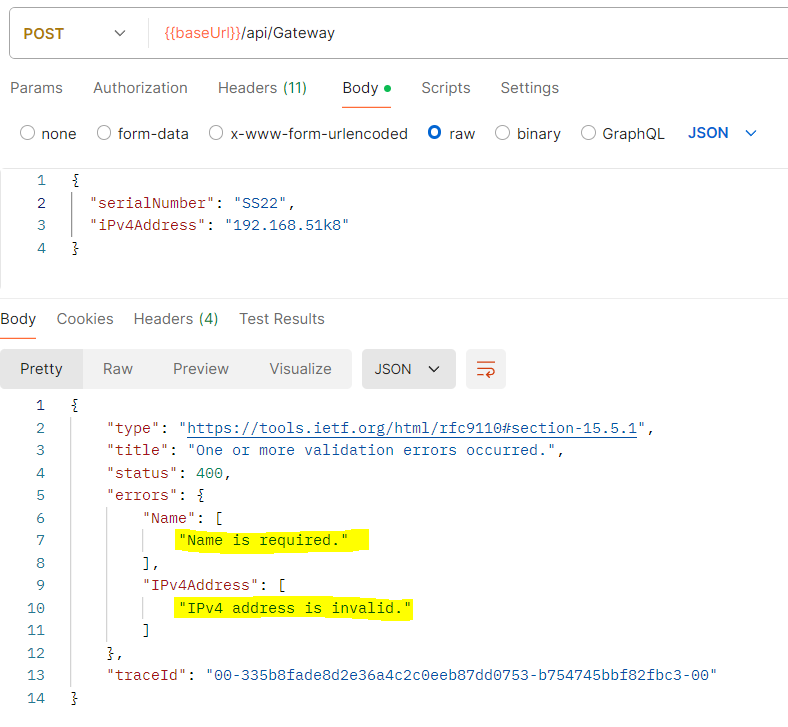 POST {{baseUrl}}/api/Gateway
Params Authorization Headers (11) Body Scripts Settings
none form-data x-www-form-urlencoded raw binary GraphQL JSON
1 {
2 "serialNumber": "SS22",
3 "iPv4Address": "192.168.51k8"
4 }
Body Cookies Headers (4) Test Results
Pretty Raw Preview Visualize JSON
1 {
2 "type": "https://tools.ietf.org/html/rfc9110#section-15.5.1",
3 "title": "One or more validation errors occurred.",
4 "status": 400,
5 "errors": {
6 "Name": [
7 "Name is required."
8 ],
9 "IPv4Address": [
10 "IPv4 address is invalid."
11 ]
12 },
13 "traceId": "00-335b8fade8d2e36a4c2c0eeb87dd0753-b754745bbf82fbc3-00"
14 }